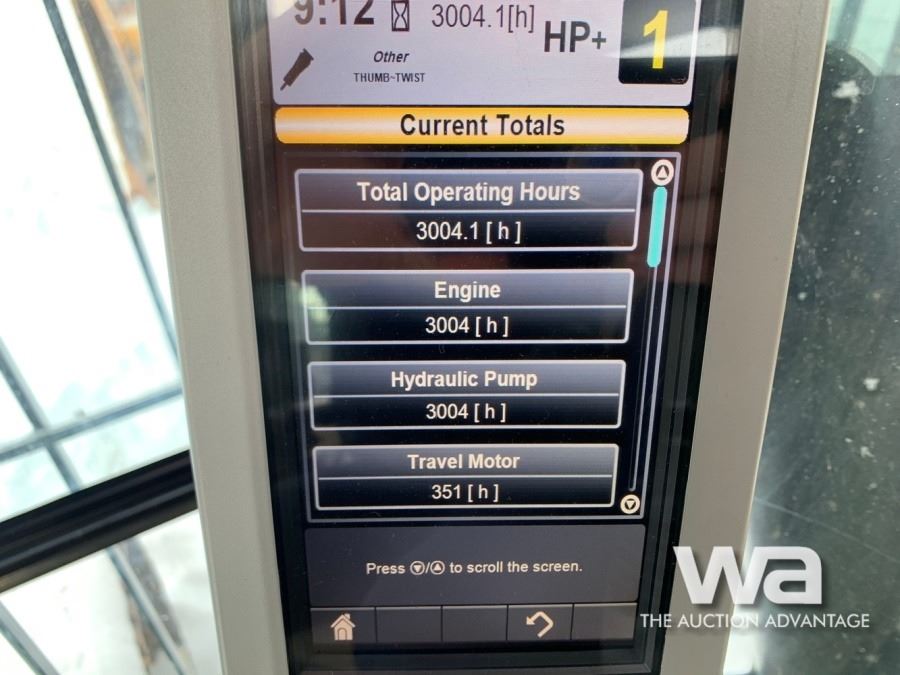 9:12 3004.1[h] HP+ 1
Other
THUMB-TWIST
Current Totals
Total Operating Hours
3004.1 [ h ]
Engine
3004 [ h ]
Hydraulic Pump
3004 [ h ]
Travel Motor
351 [ h ]
Press ▼/▲ to scroll the screen.
wa
THE AUCTION ADVANTAGE